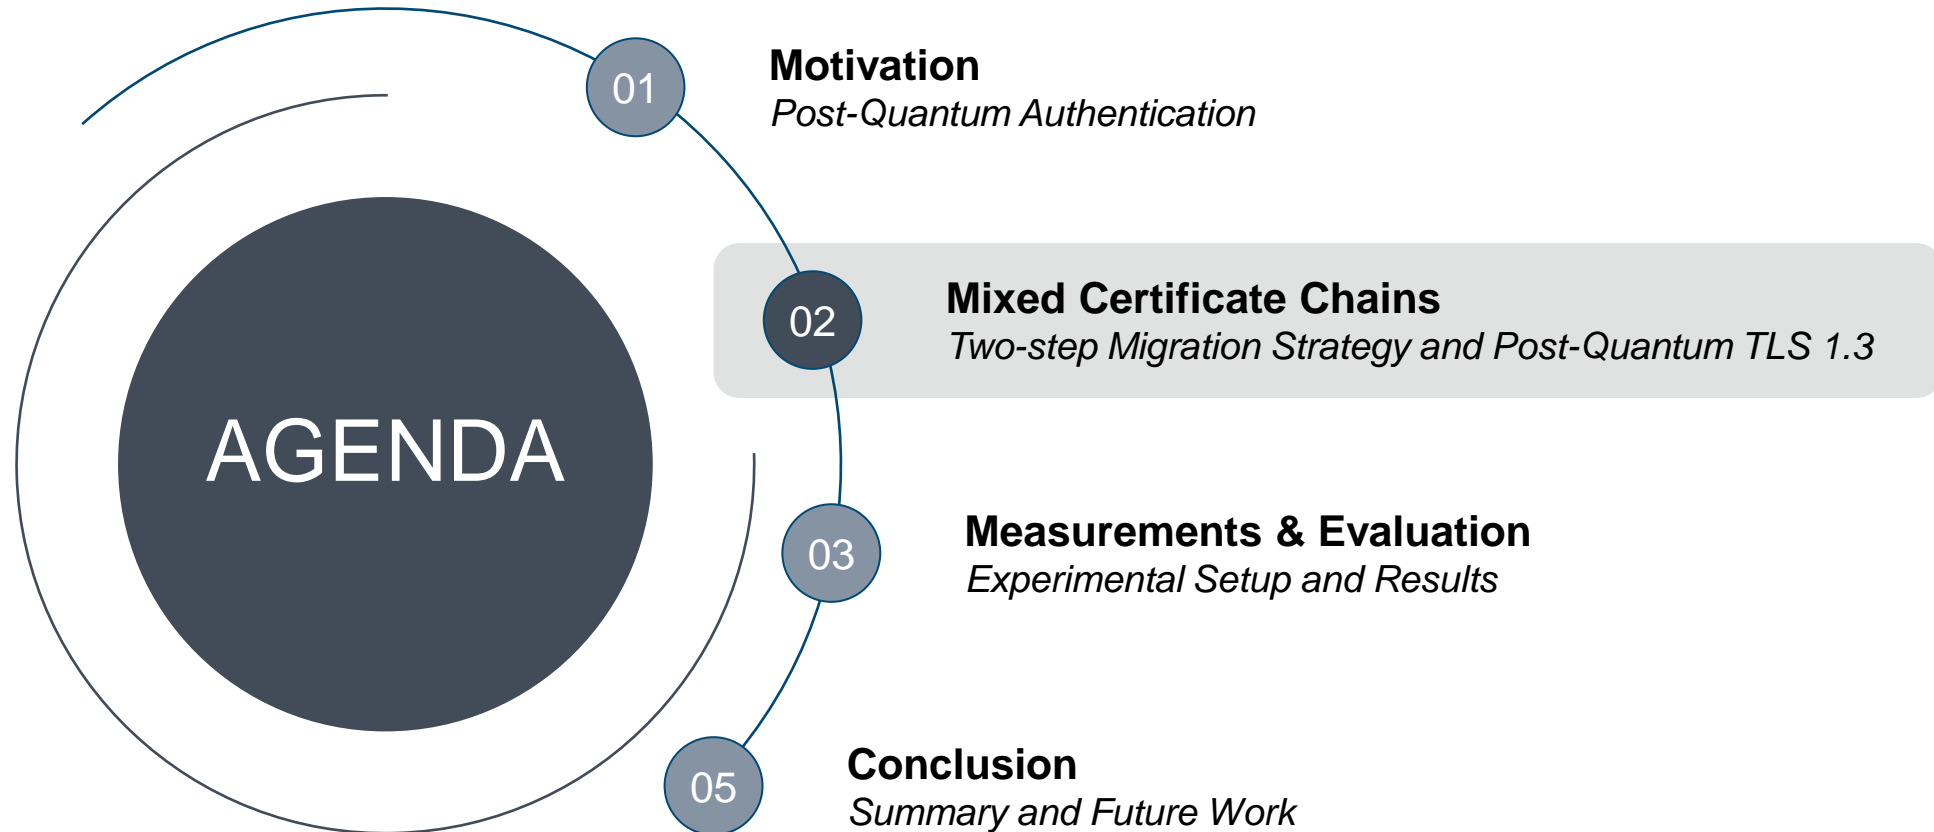 AGENDA
01
Motivation
Post-Quantum Authentication
02
Mixed Certificate Chains
Two-step Migration Strategy and Post-Quantum TLS 1.3
03
Measurements & Evaluation
Experimental Setup and Results
05
Conclusion
Summary and Future Work